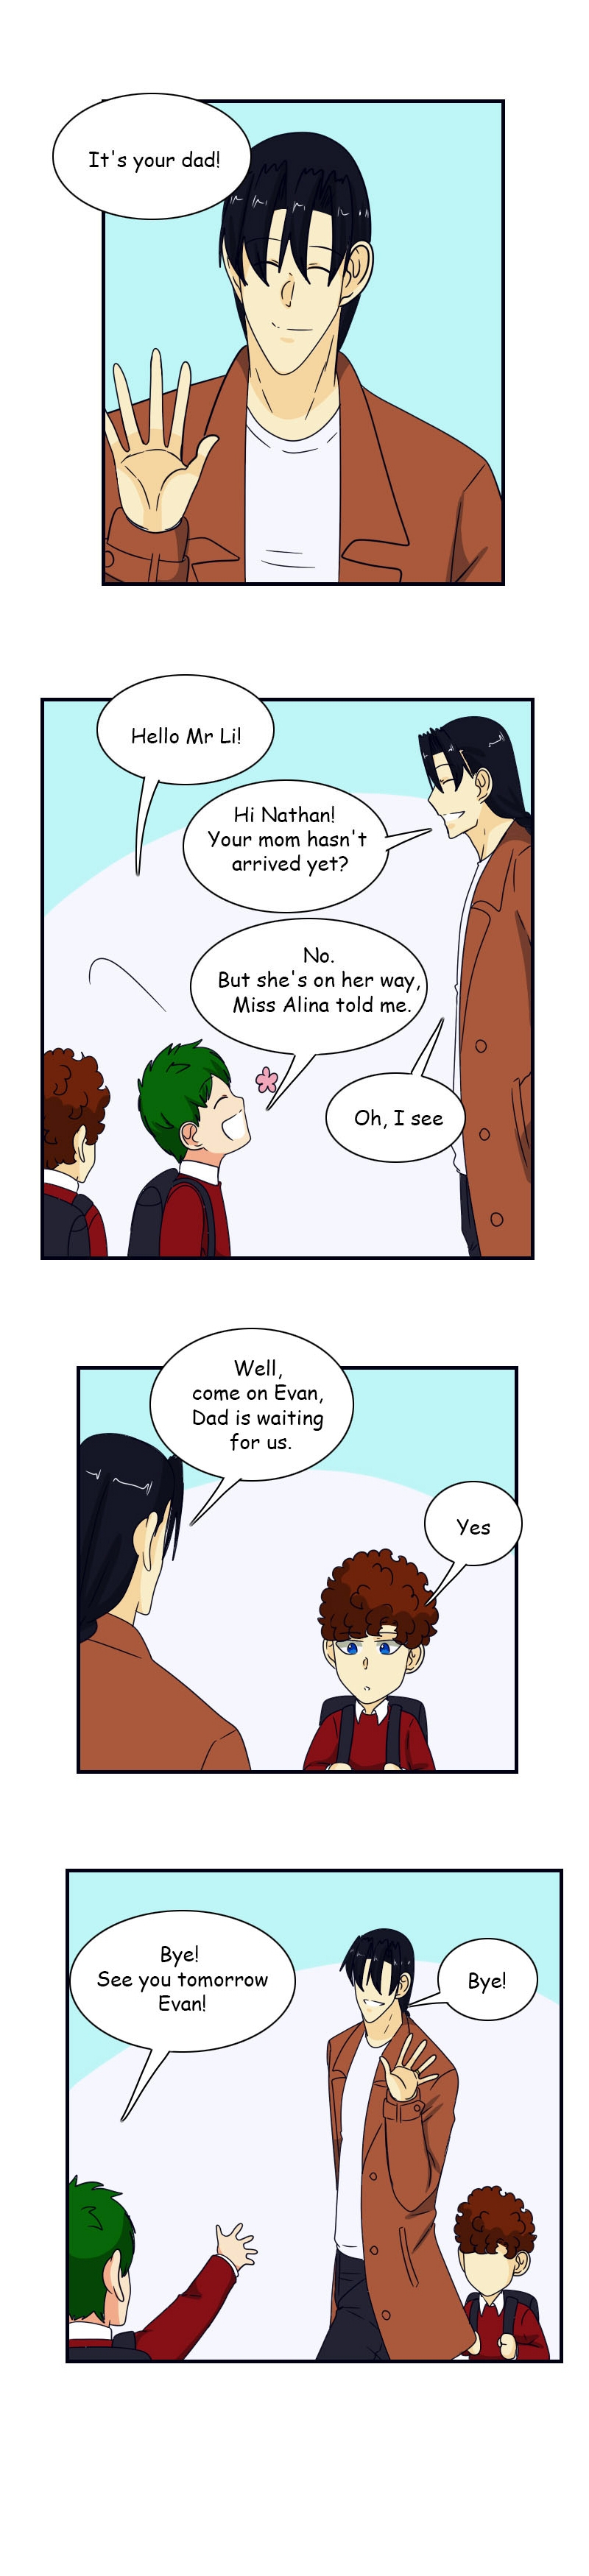 It's your dad!
Hello Mr Li!
Hi Nathan!
Your mom hasn't
arrived yet?
No.
But she's on her way,
Miss Alina told me.
Oh, I see
Well,
come on Evan,
Dad is waiting
for us.
Yes
Bye!
See you tomorrow
Evan!
Bye!